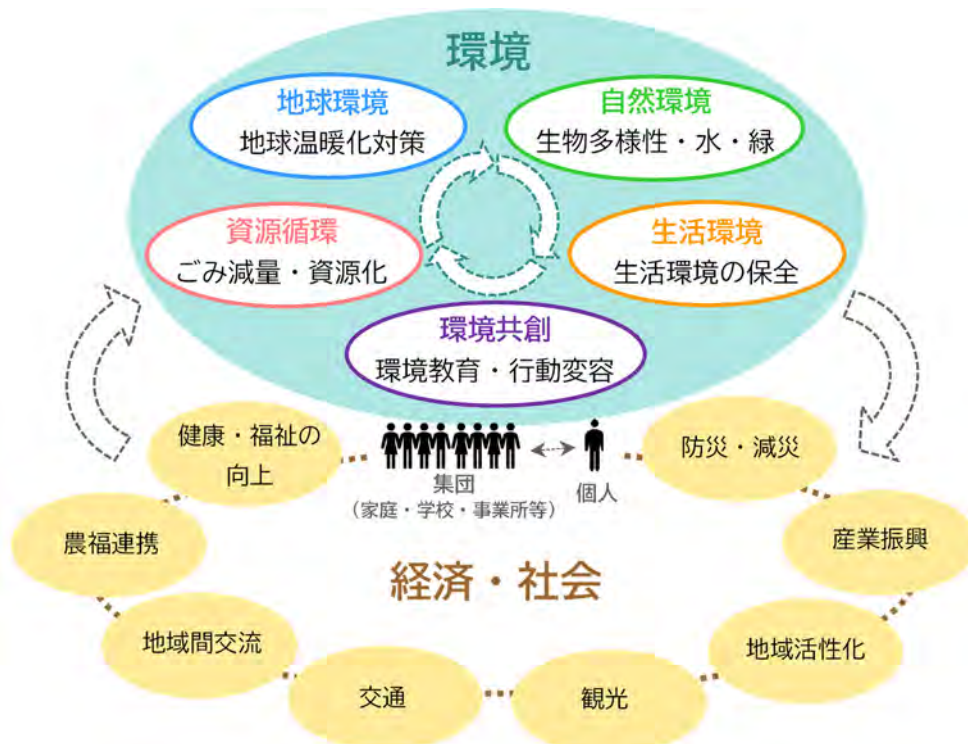 環境
地球環境
地球温暖化対策
自然環境
生物多様性・水・緑
資源循環
ごみ減量・資源化
生活環境
生活環境の保全
環境共創
環境教育・行動変容
健康・福祉の
向上
集団
（家庭・学校・事業所等）
個人
防災・減災
農福連携
産業振興
経済・社会
地域間交流
地域活性化
交通
観光